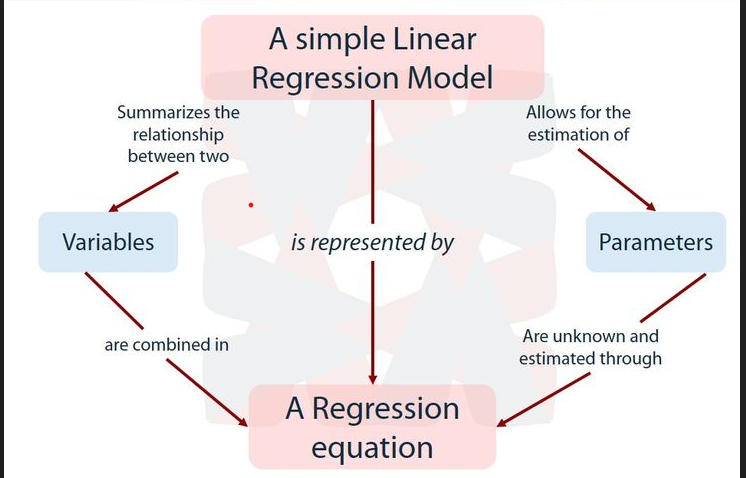 A simple Linear
Regression Model
Summarizes the
relationship
between two
Allows for the
estimation of
Variables
is represented by
Parameters
are combined in
Are unknown and
estimated through
A Regression
equation